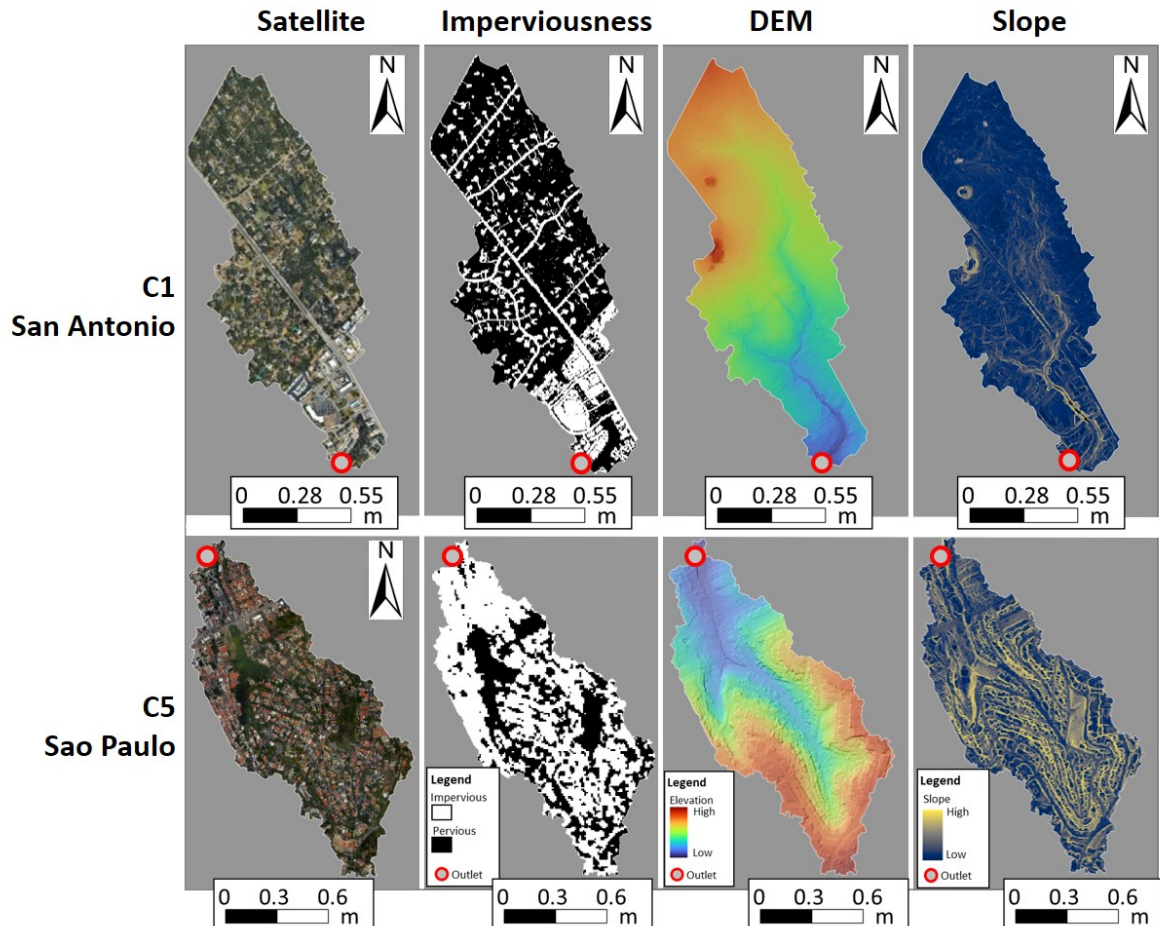 Satellite Imperviousness DEM Slope
C1
San Antonio
N
N
N
N
0 0.28 0.55
m
0 0.28 0.55
m
0 0.28 0.55
m
0 0.28 0.55
m
C5
Sao Paulo
N
Legend
Impervious
Pervious
Outlet
Legend
Elevation
High
Low
Outlet
Legend
Slope
High
Low
Outlet
0 0.3 0.6
m
0 0.3 0.6
m
0 0.3 0.6
m
0 0.3 0.6
m